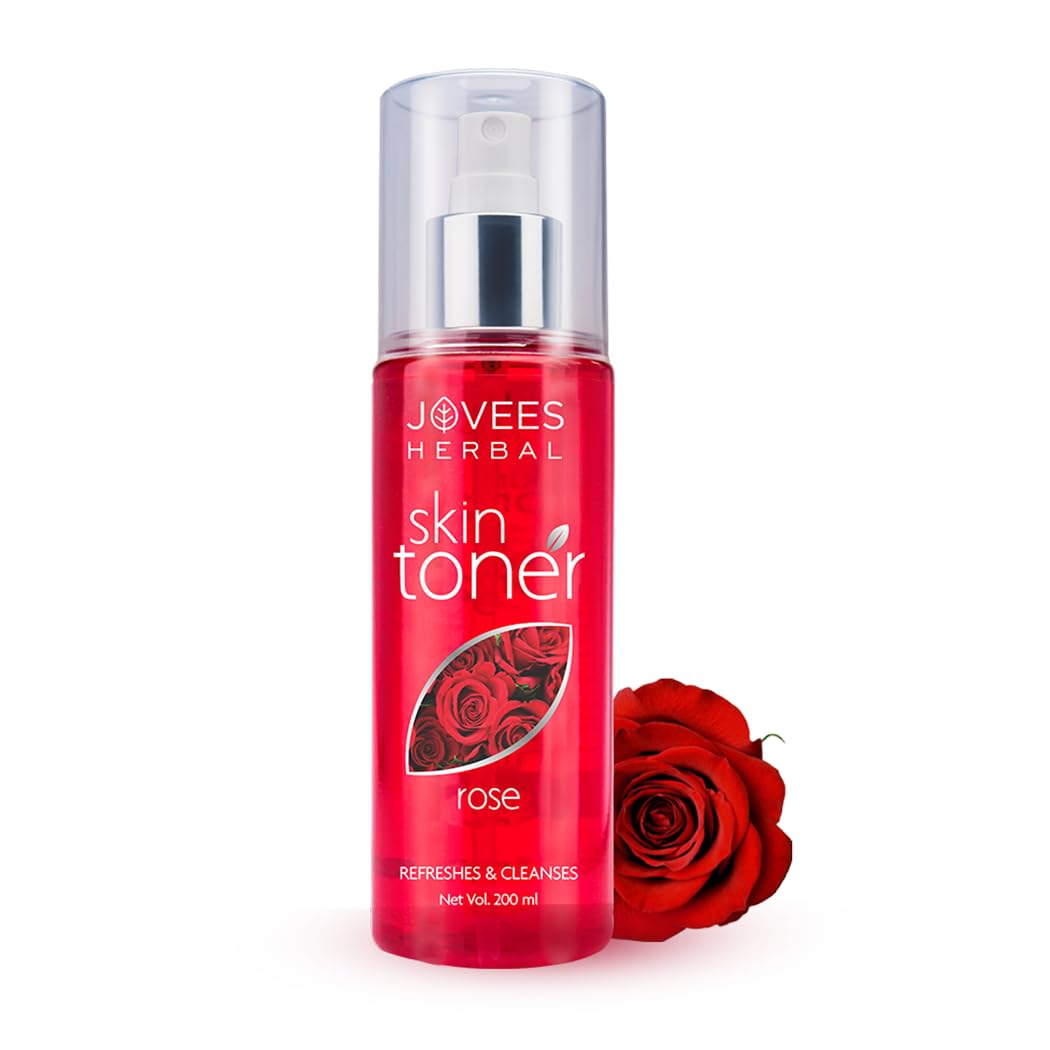 JOVEES
HERBAL
skin
toner
rose
REFRESHES & CLEANSES
Net Vol. 200 ml